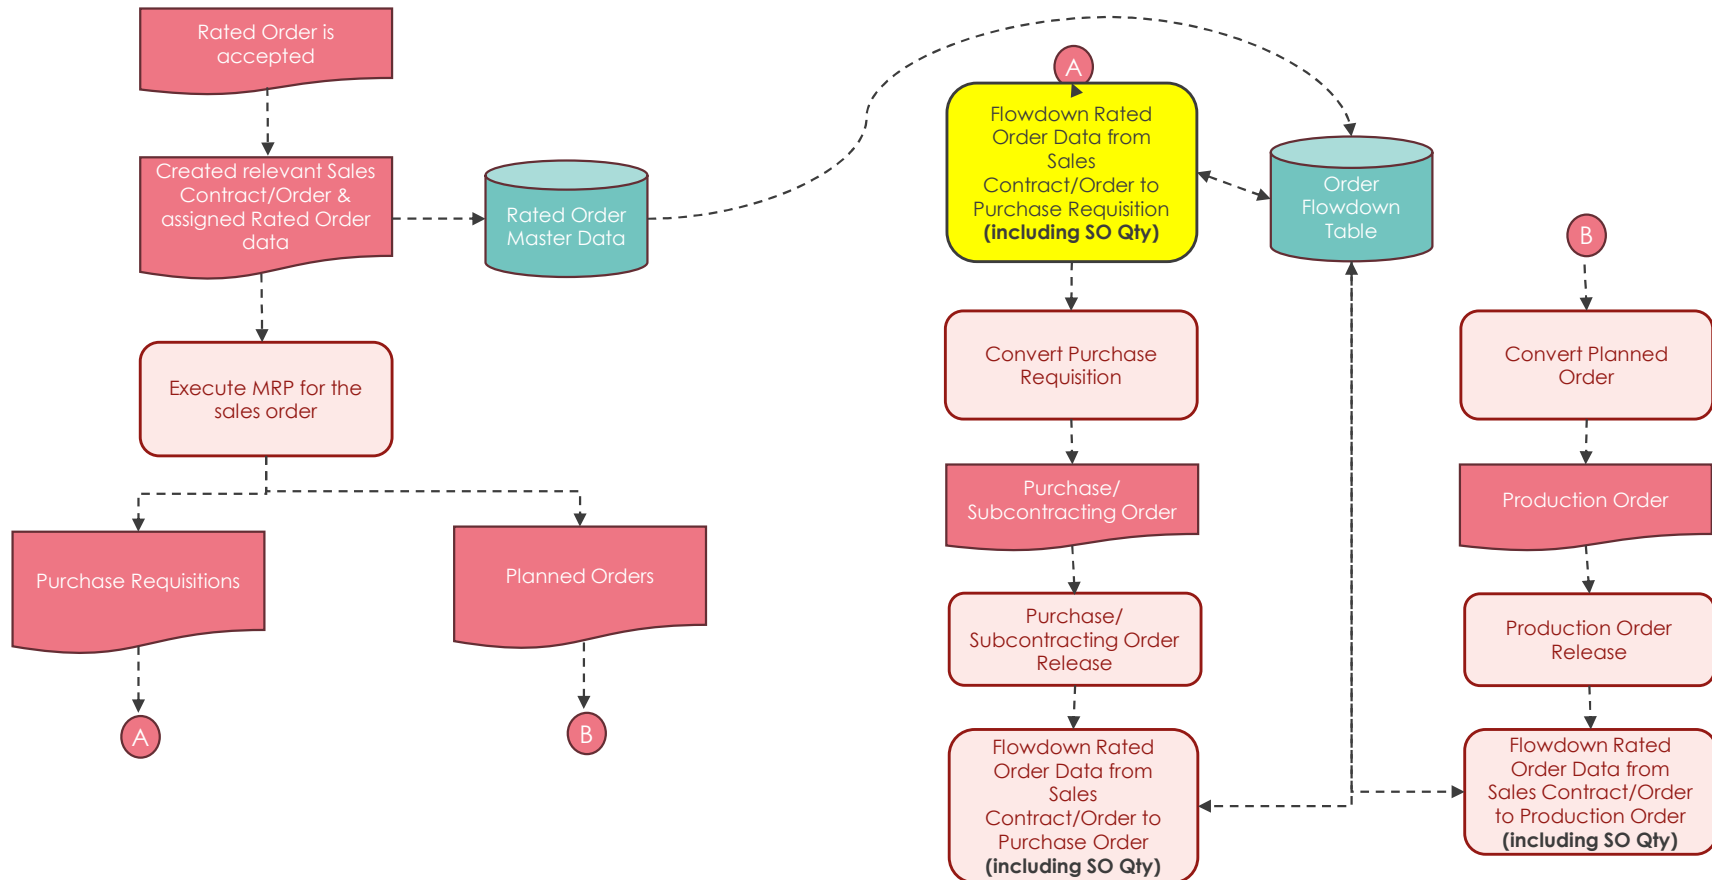 Rated Order is
accepted
Created relevant Sales
Contract/Order &
assigned Rated Order
data
Rated Order
Master Data
Execute MRP for the
sales order
Purchase Requisitions
Planned Orders
A
B
A
Flowdown Rated
Order Data from
Sales
Contract/Order to
Purchase Requisition
(including SO Qty)
Order
Flowdown
Table
Convert Purchase
Requisition
Purchase/
Subcontracting Order
Purchase/
Subcontracting Order
Release
Flowdown Rated
Order Data from
Sales
Contract/Order to
Purchase Order
(including SO Qty)
B
Convert Planned
Order
Production Order
Production Order
Release
Flowdown Rated
Order Data from
Sales Contract/Order
to Production Order
(including SO Qty)